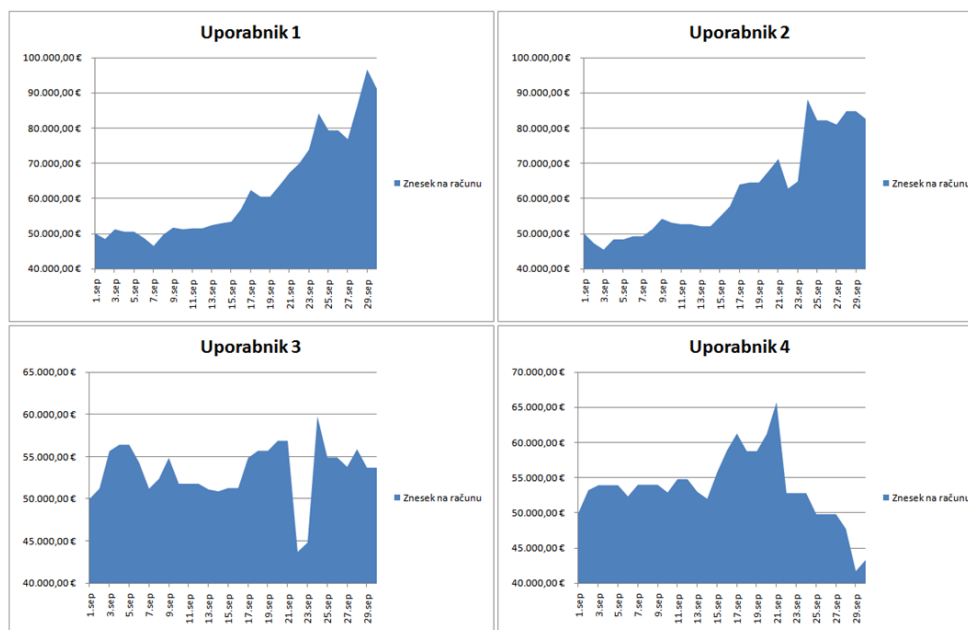 Uporabnik 1
100.000,00 €
90.000,00 €
80.000,00 €
70.000,00 €
60.000,00 €
50.000,00 €
40.000,00 €
1.sep
3.sep
5.sep
7.sep
9.sep
11.sep
13.sep
15.sep
17.sep
19.sep
21.sep
23.sep
25.sep
27.sep
29.sep
Znesek na računu
Uporabnik 2
100.000,00 €
90.000,00 €
80.000,00 €
70.000,00 €
60.000,00 €
50.000,00 €
40.000,00 €
1.sep
3.sep
5.sep
7.sep
9.sep
11.sep
13.sep
15.sep
17.sep
19.sep
21.sep
23.sep
25.sep
27.sep
29.sep
Znesek na računu
Uporabnik 3
65.000,00 €
60.000,00 €
55.000,00 €
50.000,00 €
45.000,00 €
40.000,00 €
1.sep
3.sep
5.sep
7.sep
9.sep
11.sep
13.sep
15.sep
17.sep
19.sep
21.sep
23.sep
25.sep
27.sep
29.sep
Znesek na računu
Uporabnik 4
70.000,00 €
65.000,00 €
60.000,00 €
55.000,00 €
50.000,00 €
45.000,00 €
40.000,00 €
1.sep
3.sep
5.sep
7.sep
9.sep
11.sep
13.sep
15.sep
17.sep
19.sep
21.sep
23.sep
25.sep
27.sep
29.sep
Znesek na računu